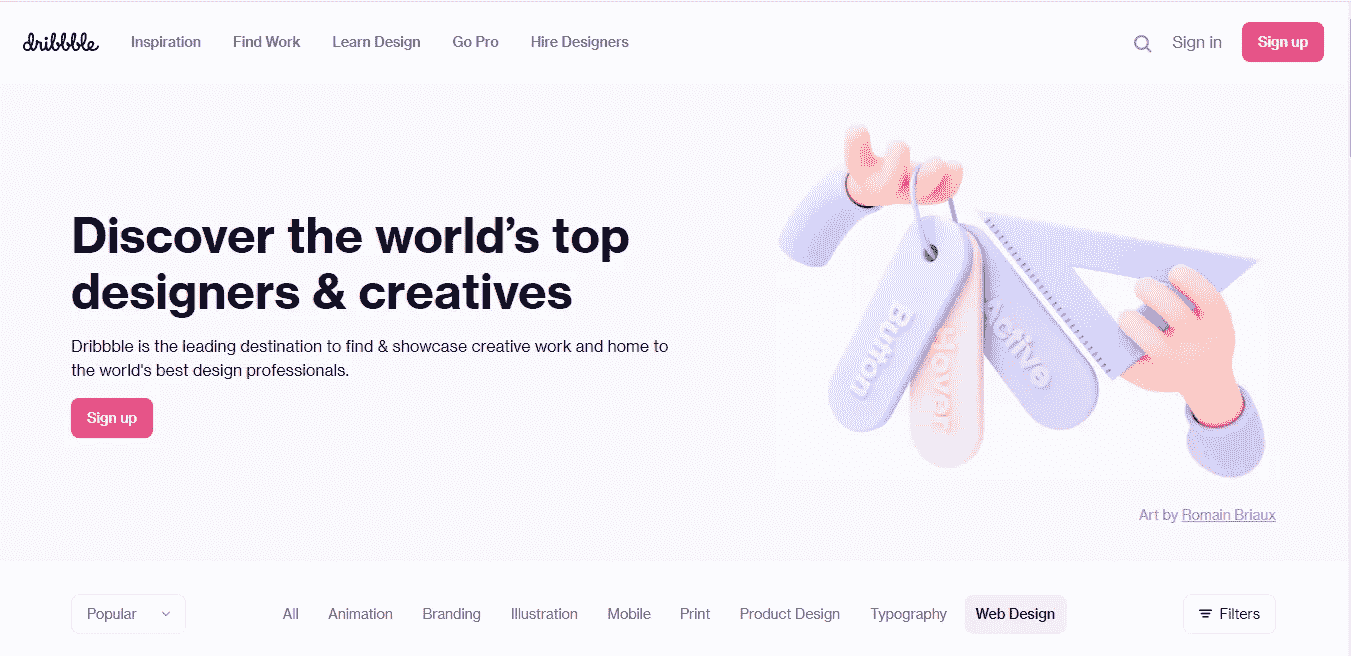 dribbble Inspiration Find Work Learn Design Go Pro Hire Designers Sign in Sign up
Discover the world’s top
designers & creatives
Dribbble is the leading destination to find & showcase creative work and home to
the world's best design professionals.
Sign up
Button
Hover
Active
Art by Romain Briaux
Popular All Animation Branding Illustration Mobile Print Product Design Typography Web Design Filters